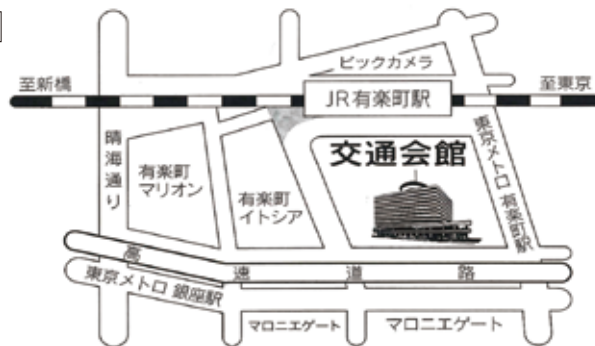 ビックカメラ
至新橋
至東京
JR有楽町駅
晴海通り
有楽町
マリオン
有楽町
イトシア
交通会館
東京メトロ 有楽町駅
高速道路
東京メトロ 銀座駅
マロニエゲート
マロニエゲート